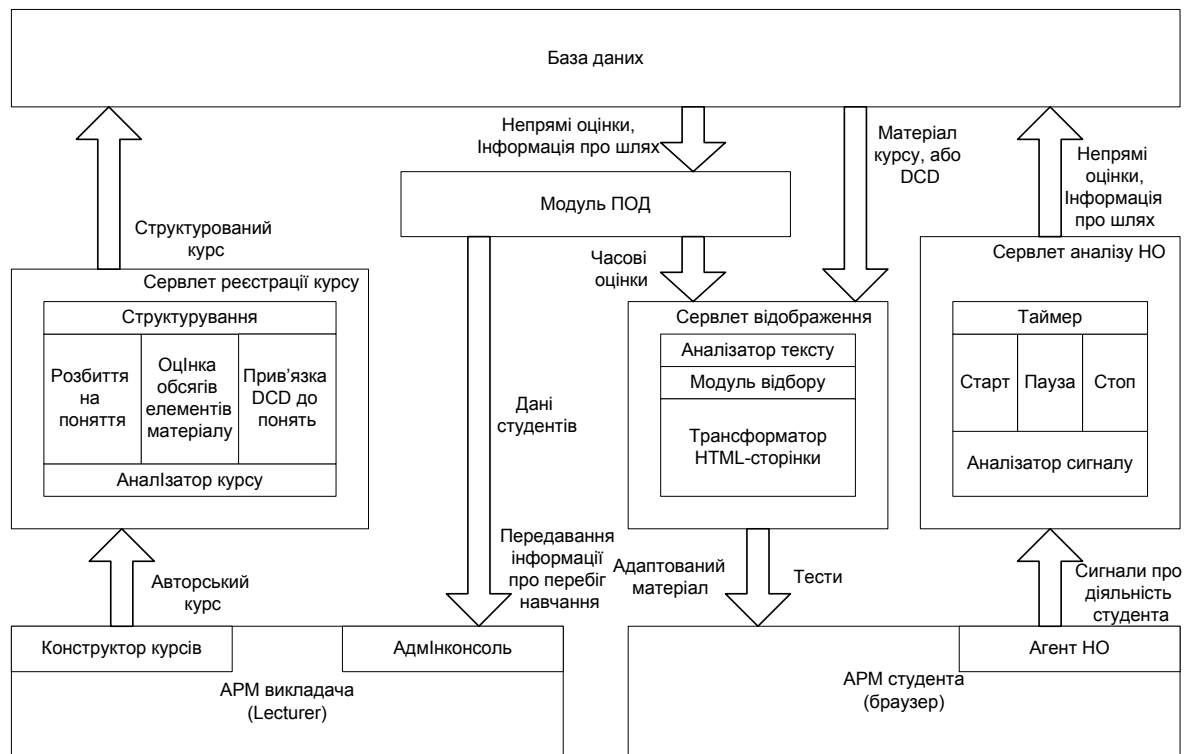 База даних
Непрямі оцінки,
Інформація про шлях
Матеріал
курсу, або
DCD
Непрямі
оцінки,
Інформація
про шлях
Модуль ПОД
Структурований
курс
Часові
оцінки
Сервлет реєстрації курсу
Структурування
Розбиття
на
поняття
ОцІнка
обсягів
елементів
матеріалу
Прив’язка
DCD до
понять
АналІзатор курсу
Сервлет відображення
Аналізатор тексту
Модуль відбору
Трансформатор
HTML-сторінки
Сервлет аналізу НО
Таймер
Старт
Пауза
Стоп
Аналізатор сигналу
Дані
студентів
Авторський
курс
Передавання
інформації
про перебіг
навчання
Адаптований
матеріал
Тести
Сигнали про
діяльність
студента
Конструктор курсів
АдмІнконсоль
АРМ викладача
(Lecturer)
Агент НО
АРМ студента
(браузер)